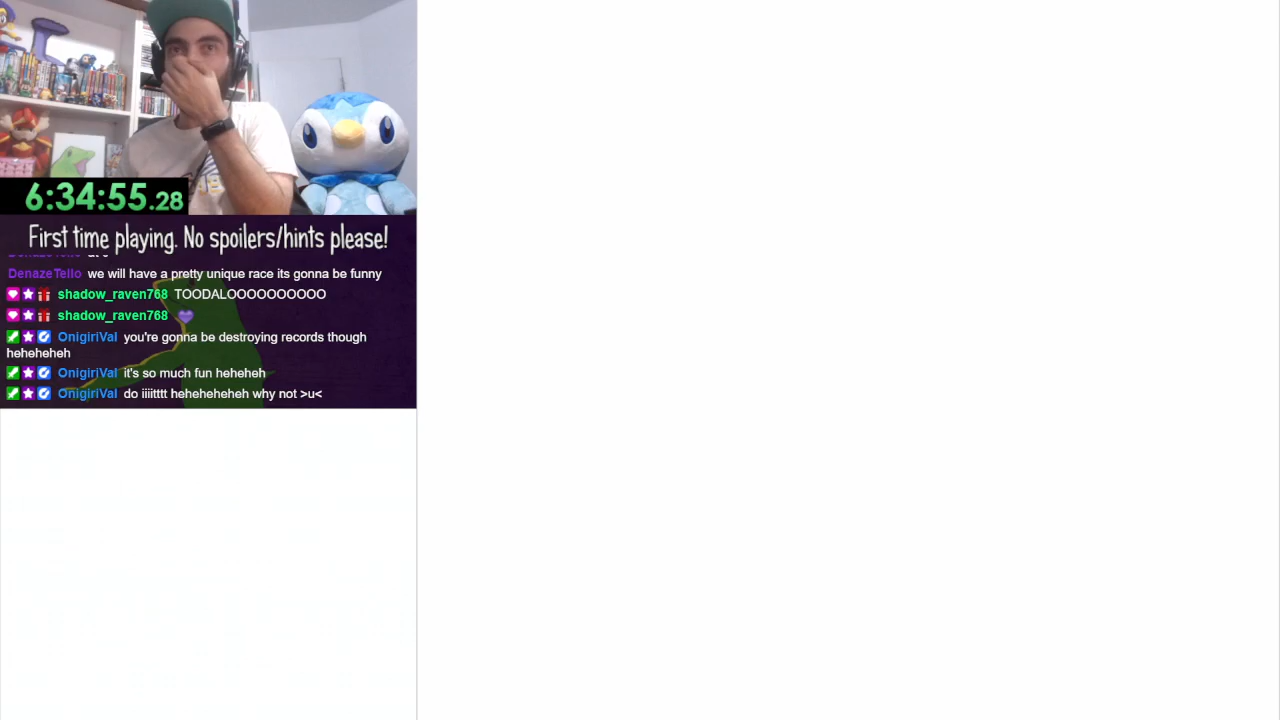 6:34:55.28
First time playing. No spoilers/hints please!
DenazeTello we will have a pretty unique race its gonna be funny
shadow_raven768 TOODALOOOOOOOOOO
shadow_raven768 💜
OnigiriVal you're gonna be destroying records though
heheheheh
OnigiriVal it's so much fun heheheh
OnigiriVal do iiiitttt heheheheheh why not >u<